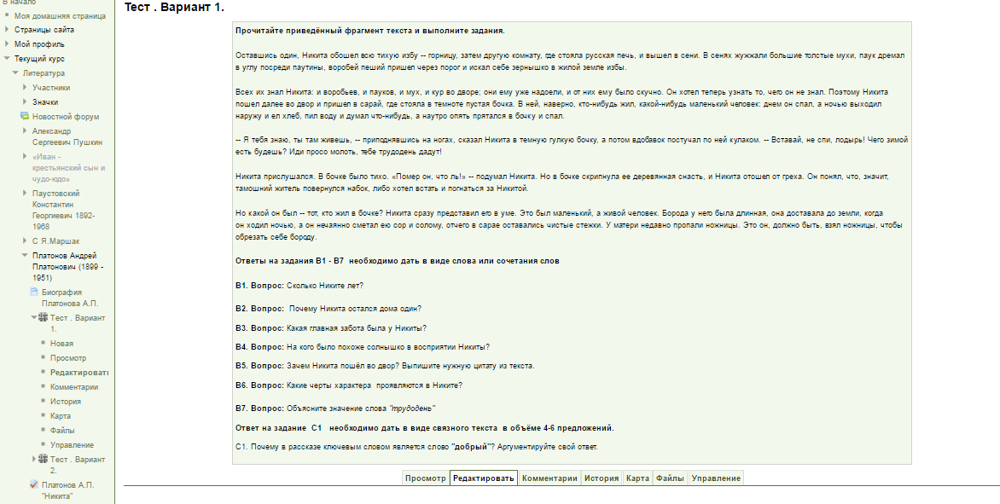 В начало
Моя домашняя страница
Страницы сайта
Мой профиль
Текущий курс
Литература
Участники
Значки
Новостной форум
Александр
Сергеевич Пушкин
«Иван -
крестьянский сын и
чудо-юдо»
Паустовский
Константин
Георгиевич 1892-
1968
С Я.Маршак
Платонов Андрей
Платонович (1899 -
1951)
Биография
Платонова А.П.
Тест . Вариант
1.
Новая
Просмотр
Редактировать
Комментарии
История
Карта
Файлы
Управление
Тест . Вариант
2.
Платонов А.П.
"Никита"
Тест . Вариант 1.
Прочитайте приведённый фрагмент текста и выполните задания.
Оставшись один, Никита обошел всю тихую избу -- горницу, затем другую комнату, где стояла русская печь, и вышел в сени. В сенях жужжали большие толстые мухи, паук дремал
в углу посреди паутины, воробей пеший пришел через порог и искал себе зернышко в жилой земле избы.
Всех их знал Никита: и воробьев, и пауков, и мух, и кур во дворе; они ему уже надоели, и от них ему было скучно. Он хотел теперь узнать то, чего он не знал. Поэтому Никита
пошел далее во двор и пришел в сарай, где стояла в темноте пустая бочка. В ней, наверно, кто-нибудь жил, какой-нибудь маленький человек: днем он спал, а ночью выходил
наружу и ел хлеб, пил воду и думал что-нибудь, а наутро опять прятался в бочку и спал.
-- Я тебя знаю, ты там живешь, -- приподнявшись на ногах, сказал Никита в темную гулкую бочку, а потом вдобавок постучал по ней кулаком. -- Вставай, не спи, лодырь! Чего зимой
есть будешь? Иди просо молоть, тебе трудодень дадут!
Никита прислушался. В бочке было тихо. «Помер он, что ль!» -- подумал Никита. Но в бочке скрипнула ее деревянная снасть, и Никита отошел от греха. Он понял, что, значит,
тамошний житель повернулся набок, либо хотел встать и погнаться за Никитой.
Но какой он был -- тот, кто жил в бочке? Никита сразу представил его в уме. Это был маленький, а живой человек. Борода у него была длинная, она доставала до земли, когда
он ходил ночью, а он нечаянно сметал ею сор и солому, отчего в сарае оставались чистые стежки. У матери недавно пропали ножницы. Это он, должно быть, взял ножницы, чтобы
обрезать себе бороду.
Ответы на задания В1 - В7 необходимо дать в виде слова или сочетания слов
В1. Вопрос: Сколько Никите лет?
В2. Вопрос: Почему Никита остался дома один?
В3. Вопрос: Какая главная забота была у Никиты?
В4. Вопрос: На кого было похоже солнышко в восприятии Никиты?
В5. Вопрос: Зачем Никита пошёл во двор? Выпишите нужную цитату из текста.
В6. Вопрос: Какие черты характера проявляются в Никите?
В7. Вопрос: Объясните значение слова "трудодень"
Ответ на задание С1 необходимо дать в виде связного текста в объёме 4-6 предложений.
С1. Почему в рассказе ключевым словом является слово "добрый"? Аргументируйте свой ответ.
Просмотр Редактировать Комментарии История Карта Файлы Управление